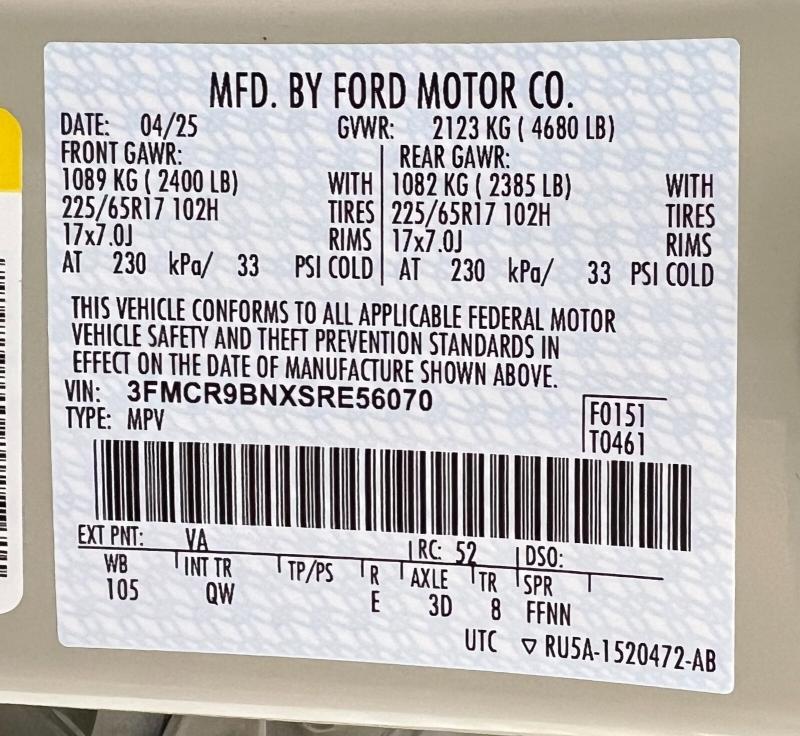 MFD. BY FORD MOTOR CO.
DATE: 04/25 GVWR: 2123 KG ( 4680 LB)
FRONT GAWR: REAR GAWR:
1089 KG ( 2400 LB) WITH 1082 KG ( 2385 LB) WITH
225/65R17 102H TIRES 225/65R17 102H TIRES
17x7.0J RIMS 17x7.0J RIMS
AT 230 kPa/ 33 PSI COLD AT 230 kPa/ 33 PSI COLD
THIS VEHICLE CONFORMS TO ALL APPLICABLE FEDERAL MOTOR
VEHICLE SAFETY AND THEFT PREVENTION STANDARDS IN
EFFECT ON THE DATE OF MANUFACTURE SHOWN ABOVE.
VIN: 3FMCR9BNXSRE56070
F0151
TYPE: MPV
T0461
EXT PNT: VA RC: 52 DSO:
WB INT TR TP/PS R AXLE TR SPR
105 QW E 3D 8 FFNN
UTC ▽ RU5A-1520472-AB